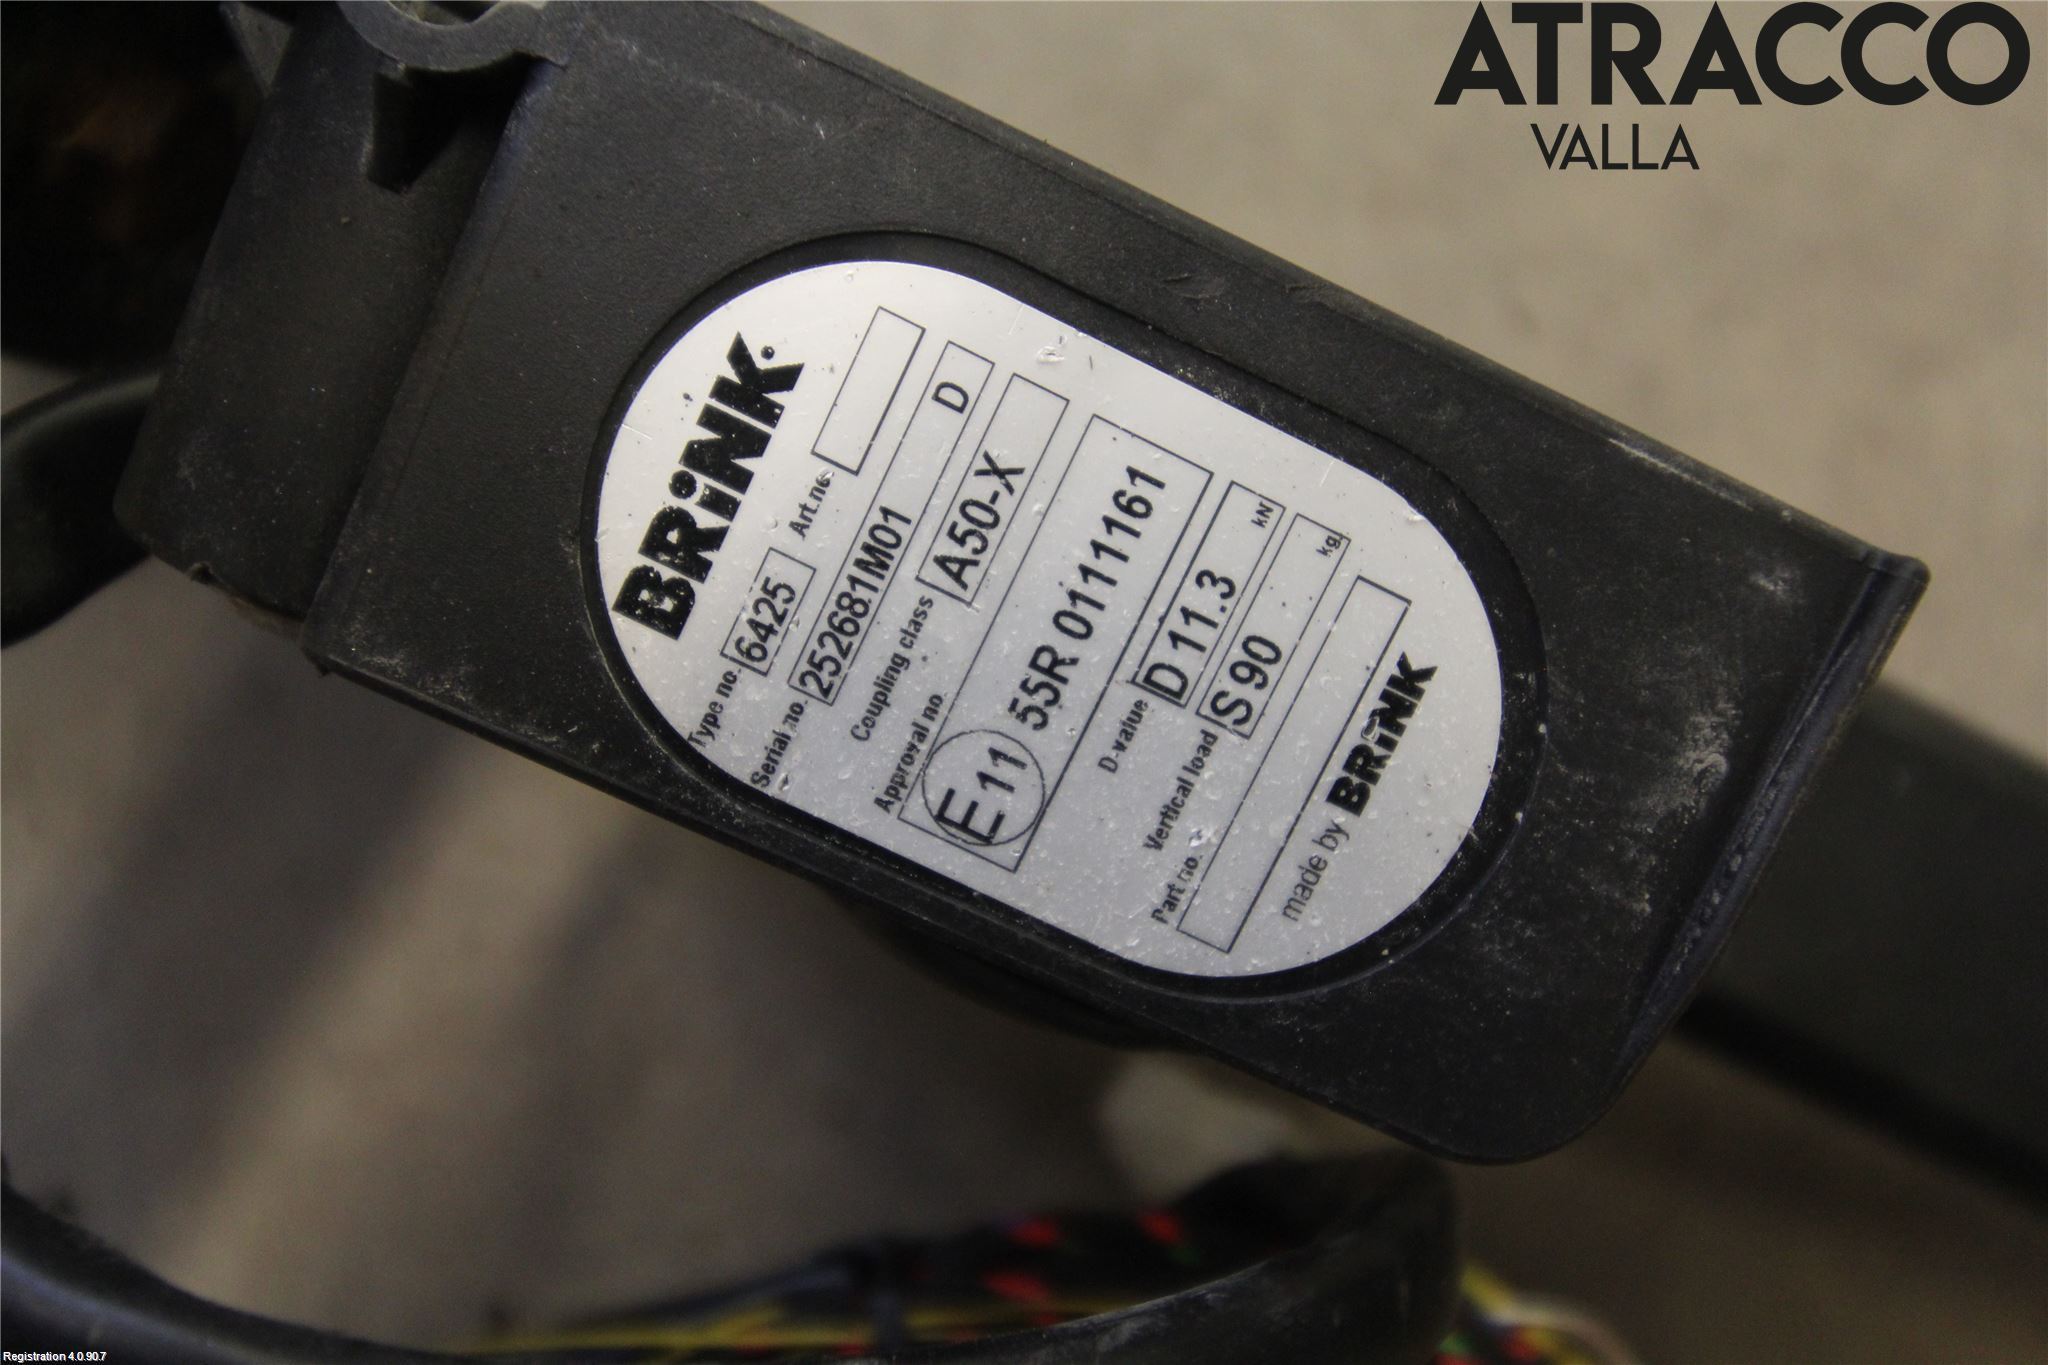 ATRACCO
VALLA
BRiNK
Type no. 6425 Art.no.
Serial no. 252681M01 D
Coupling class A50-X
Approval no.
E11 55R 0111161
D-value D 11.3 kN
Vertical load S 90 kg
Part no.
made by BRiNK
Registration 4.0.90.7